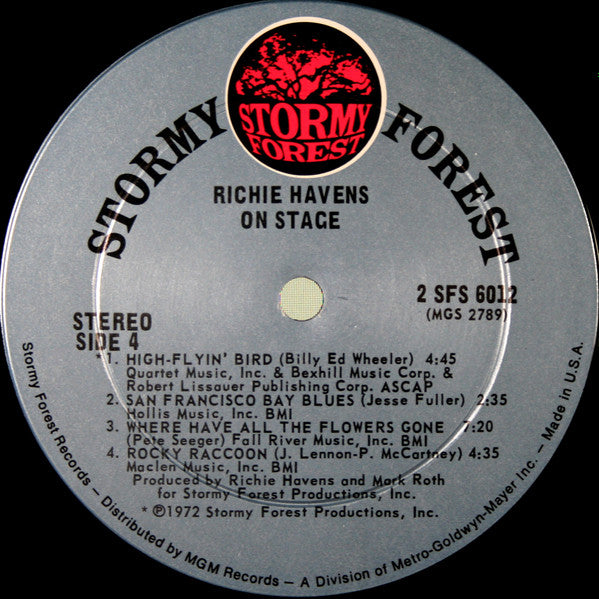 STORMY
FOREST
STORMY FOREST
RICHIE HAVENS
ON STAGE
2 SFS 6012
(MGS 2789)
STEREO
SIDE 4
*1. HIGH-FLYIN' BIRD (Billy Ed Wheeler) 4:45
Quartet Music, Inc. & Bexhill Music Corp. &
Robert Lissauer Publishing Corp. ASCAP
2. SAN FRANCISCO BAY BLUES (Jesse Fuller) 2:35
Hollis Music, Inc. BMI
3. WHERE HAVE ALL THE FLOWERS GONE 7:20
(Pete Seeger) Fall River Music, Inc. BMI
4. ROCKY RACCOON (J. Lennon-P. McCartney) 4:35
Maclen Music, Inc. BMI
Produced by Richie Havens and Mark Roth
for Stormy Forest Productions, Inc.
* ℗1972 Stormy Forest Productions, Inc.
Stormy Forest Records – Distributed by MGM Records – A Division of Metro-Goldwyn-Mayer Inc. – Made in U.S.A.